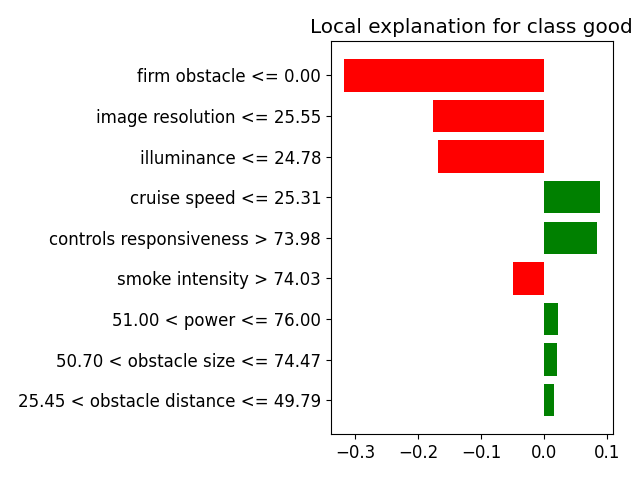 Local explanation for class good
firm obstacle <= 0.00
image resolution <= 25.55
illuminance <= 24.78
cruise speed <= 25.31
controls responsiveness > 73.98
smoke intensity > 74.03
51.00 < power <= 76.00
50.70 < obstacle size <= 74.47
25.45 < obstacle distance <= 49.79
−0.3 −0.2 −0.1 0.0 0.1